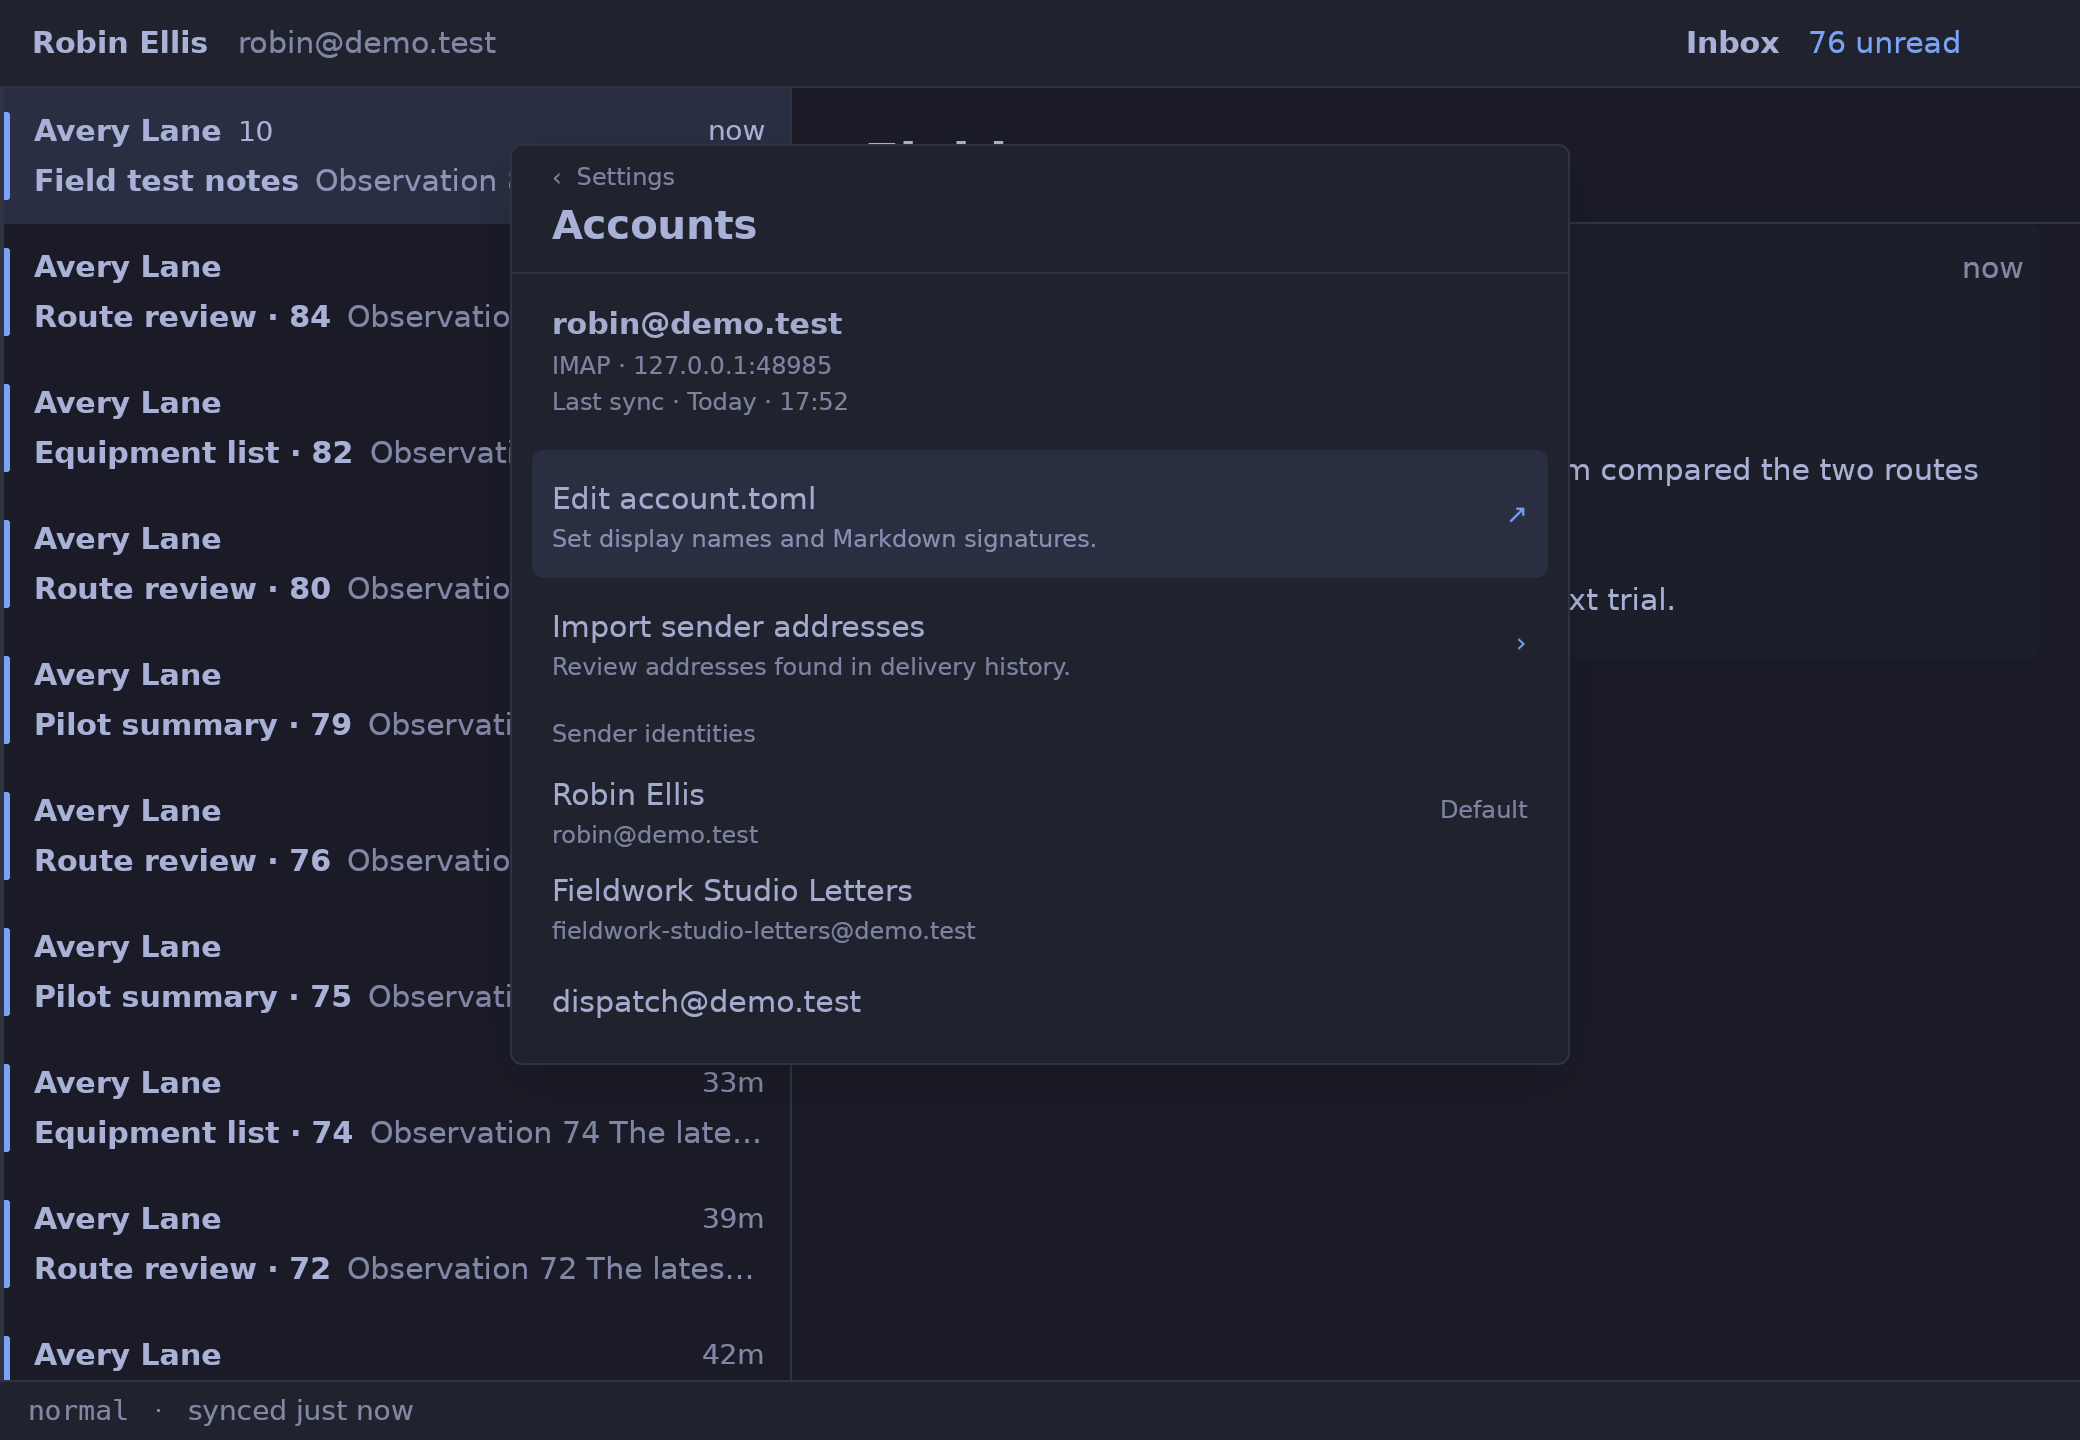 Robin Ellis robin@demo.test
Inbox 76 unread
Avery Lane 10 now
Field test notes Observation
Avery Lane
Route review · 84 Observatio
Avery Lane
Equipment list · 82 Observati
Avery Lane
Route review · 80 Observatio
Avery Lane
Pilot summary · 79 Observati
Avery Lane
Route review · 76 Observatio
Avery Lane
Pilot summary · 75 Observati
Avery Lane 33m
Equipment list · 74 Observation 74 The late…
Avery Lane 39m
Route review · 72 Observation 72 The lates…
Avery Lane 42m
‹ Settings
Accounts
robin@demo.test
IMAP · 127.0.0.1:48985
Last sync · Today · 17:52
Edit account.toml ↗
Set display names and Markdown signatures.
Import sender addresses ›
Review addresses found in delivery history.
Sender identities
Robin Ellis Default
robin@demo.test
Fieldwork Studio Letters
fieldwork-studio-letters@demo.test
dispatch@demo.test
now
m compared the two routes
xt trial.
normal · synced just now